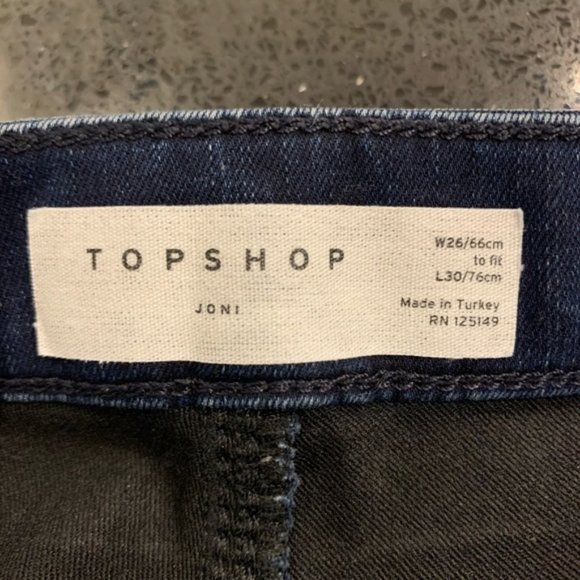 TOPSHOP
JONI
W26/66cm
to fit
L30/76cm
Made in Turkey
RN 125149